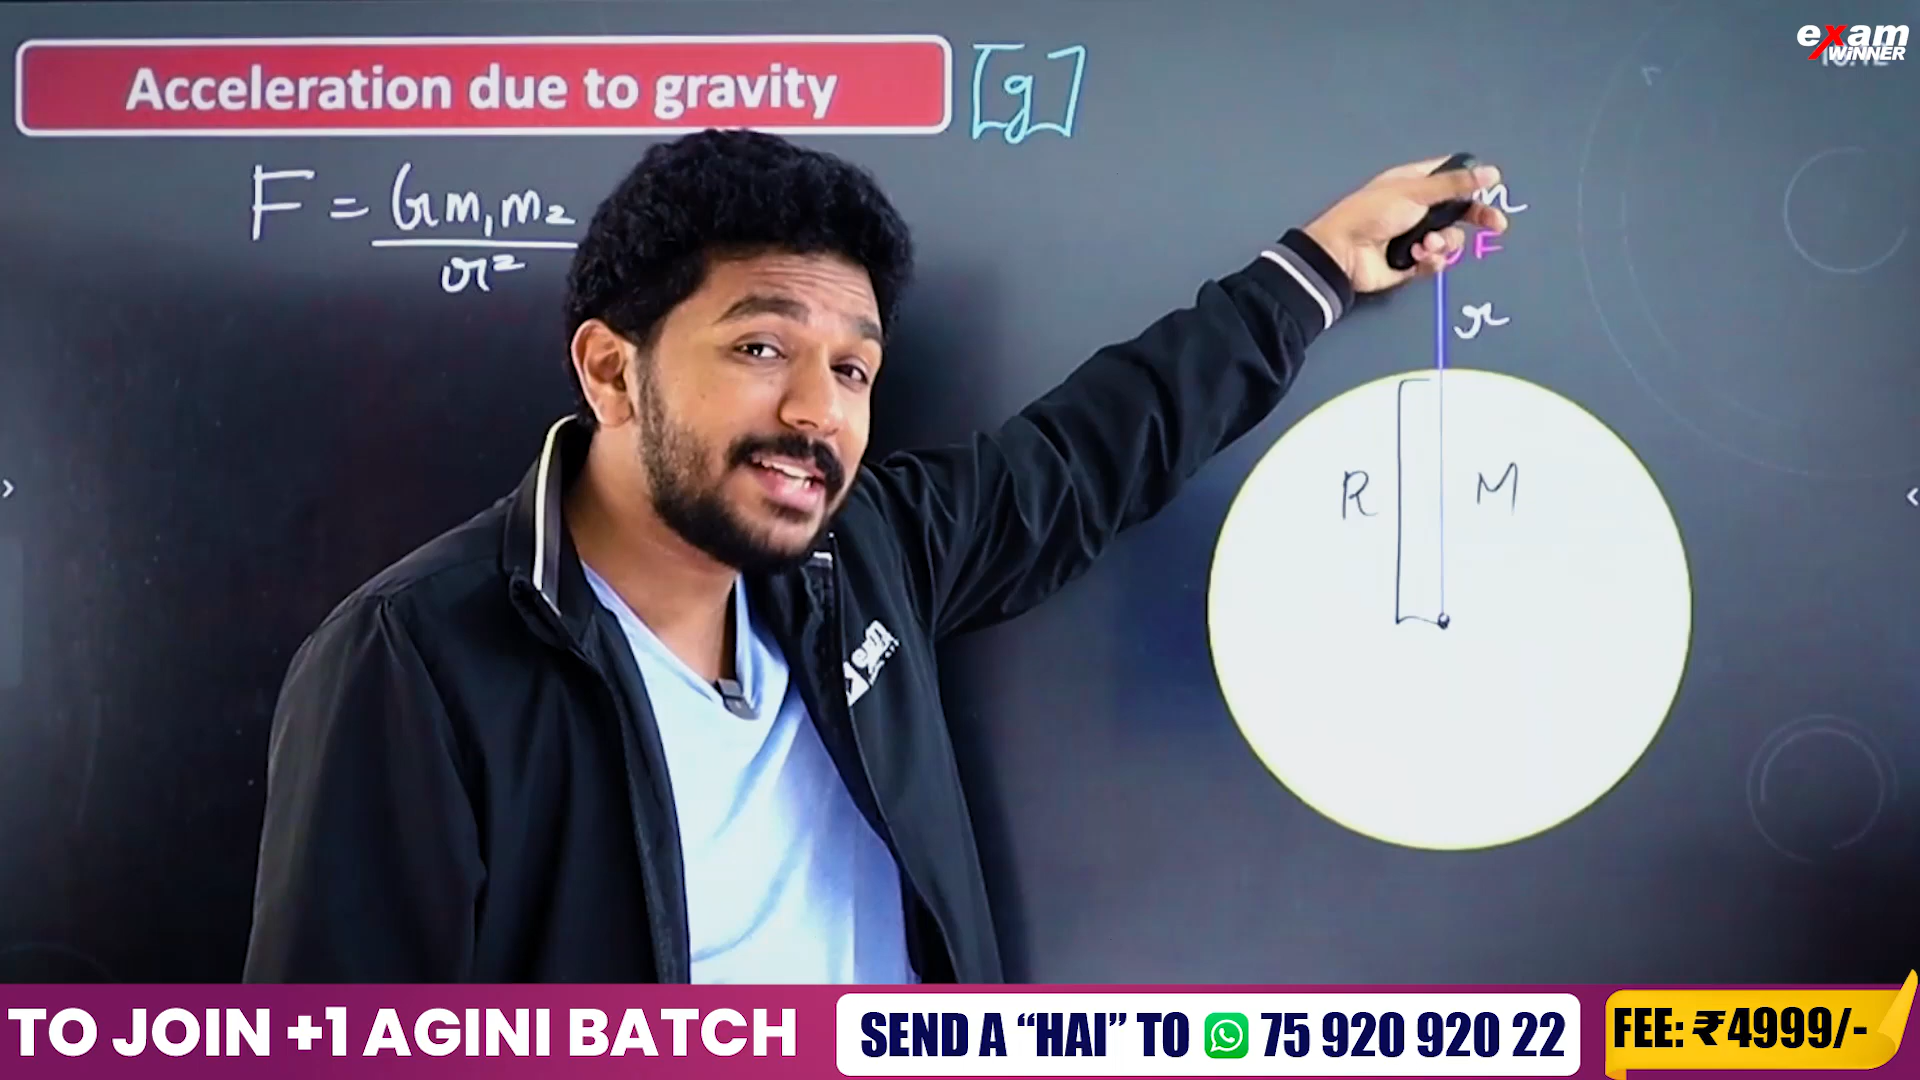 exam
WINNER
Acceleration due to gravity [g]
F = Gm₁m₂
r²
m
F
r
R
M
exam
TO JOIN +1 AGINI BATCH
SEND A “HAI” TO 75 920 920 22
FEE: ₹4999/-